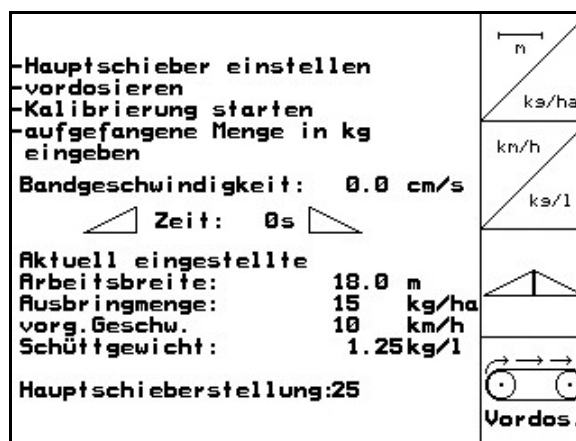 -Hauptschieber einstellen
-vordosieren
-Kalibrierung starten
-aufgefangene Menge in kg
eingeben
Bandgeschwindigkeit: 0.0 cm/s
Zeit: 0s
Aktuell eingestellte
Arbeitsbreite: 18.0 m
Ausbringmenge: 15 kg/ha
vorg.Geschw. 10 km/h
Schüttgewicht: 1.25kg/l
Hauptschieberstellung:25
m
kg/ha
km/h
kg/l
Vordos.